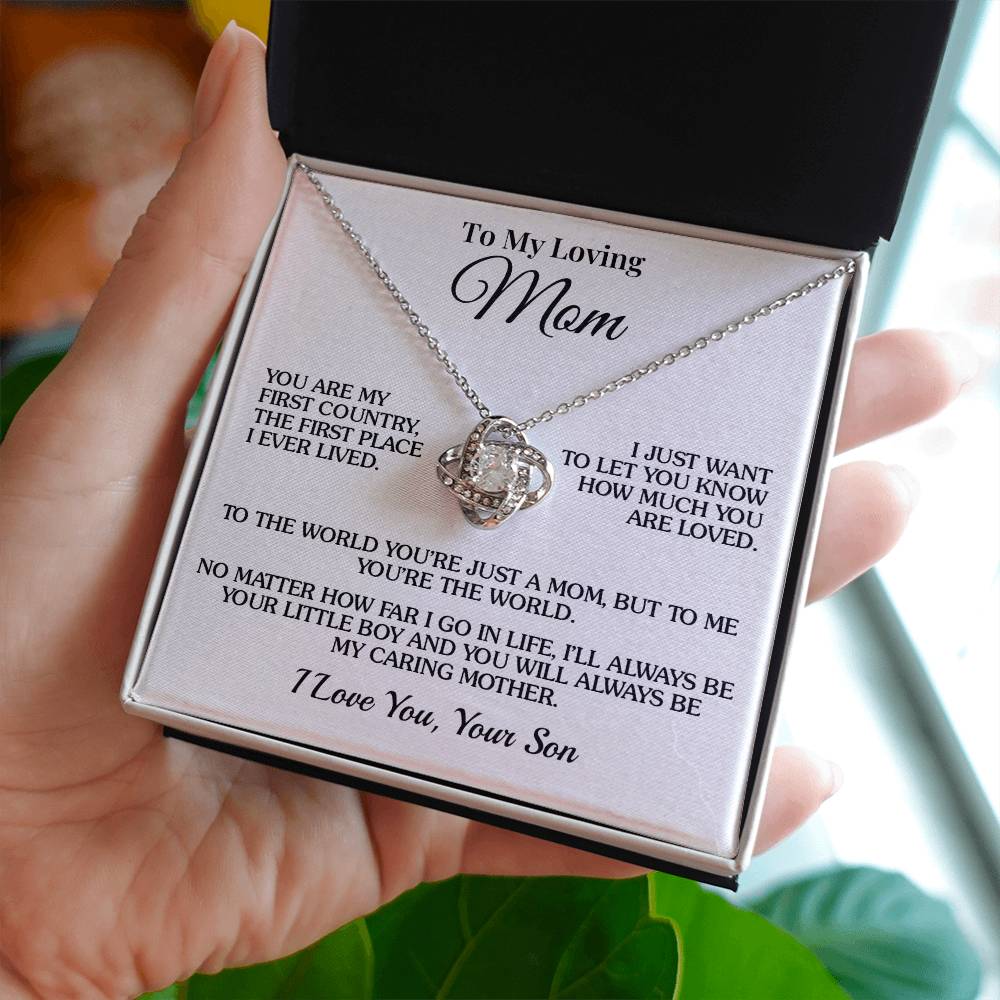 To My Loving
Mom
YOU ARE MY
FIRST COUNTRY,
THE FIRST PLACE
I EVER LIVED.
I JUST WANT
TO LET YOU KNOW
HOW MUCH YOU
ARE LOVED.
TO THE WORLD YOU'RE JUST A MOM, BUT TO ME
YOU'RE THE WORLD.
NO MATTER HOW FAR I GO IN LIFE, I'LL ALWAYS BE
YOUR LITTLE BOY AND YOU WILL ALWAYS BE
MY CARING MOTHER.
I Love You, Your Son